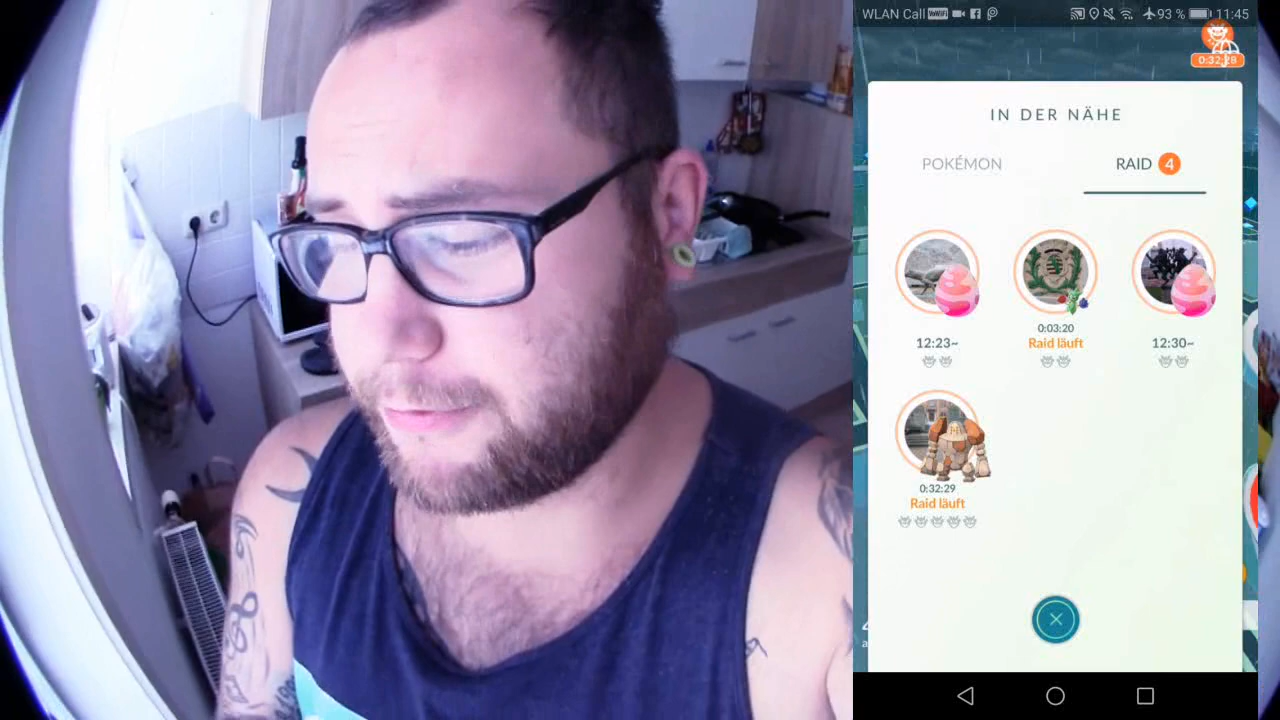 WLAN Call VoWiFi 93 % 11:45
0:32:28
IN DER NÄHE
POKÉMON
RAID 4
12:23~
0:03:20
Raid läuft
12:30~
0:32:29
Raid läuft